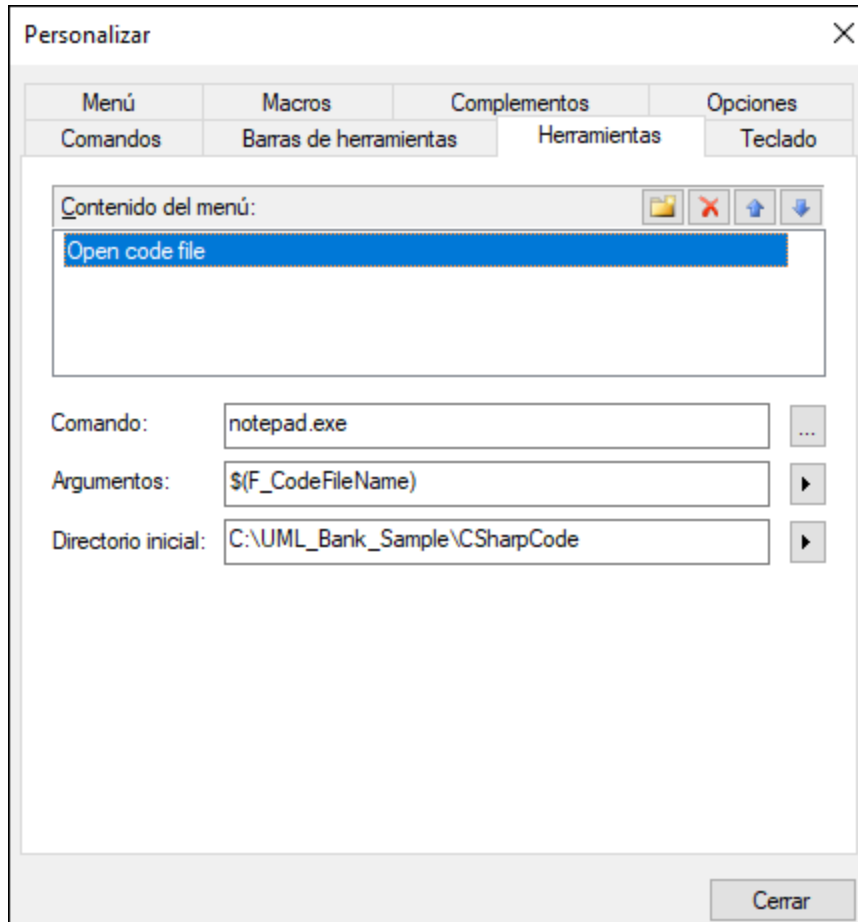 Personalizar
Menú Macros Complementos Opciones
Comandos Barras de herramientas Herramientas Teclado
Contenido del menú:
Open code file
Comando: notepad.exe ...
Argumentos: $(F_CodeFileName)
Directorio inicial: C:\UML_Bank_Sample\CSharpCode
Cerrar